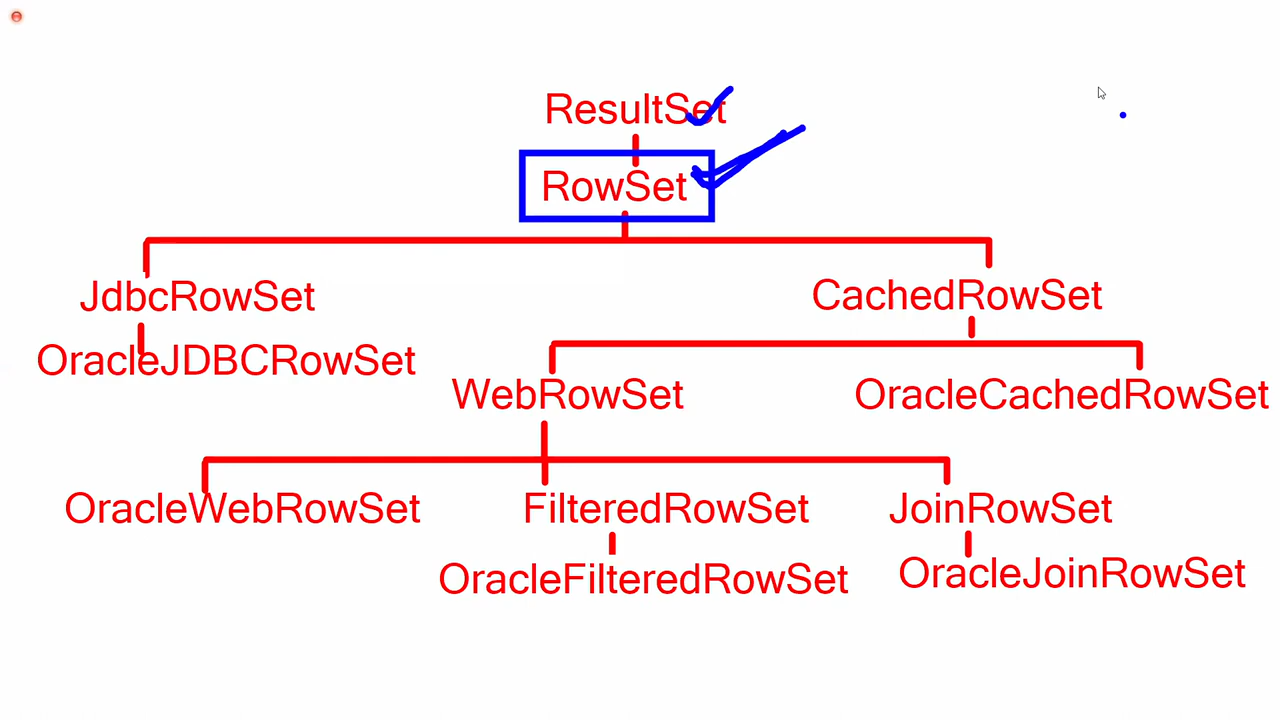 ResultSet
RowSet
JdbcRowSet
CachedRowSet
OracleJDBCRowSet
WebRowSet
OracleCachedRowSet
OracleWebRowSet
FilteredRowSet
JoinRowSet
OracleFilteredRowSet
OracleJoinRowSet